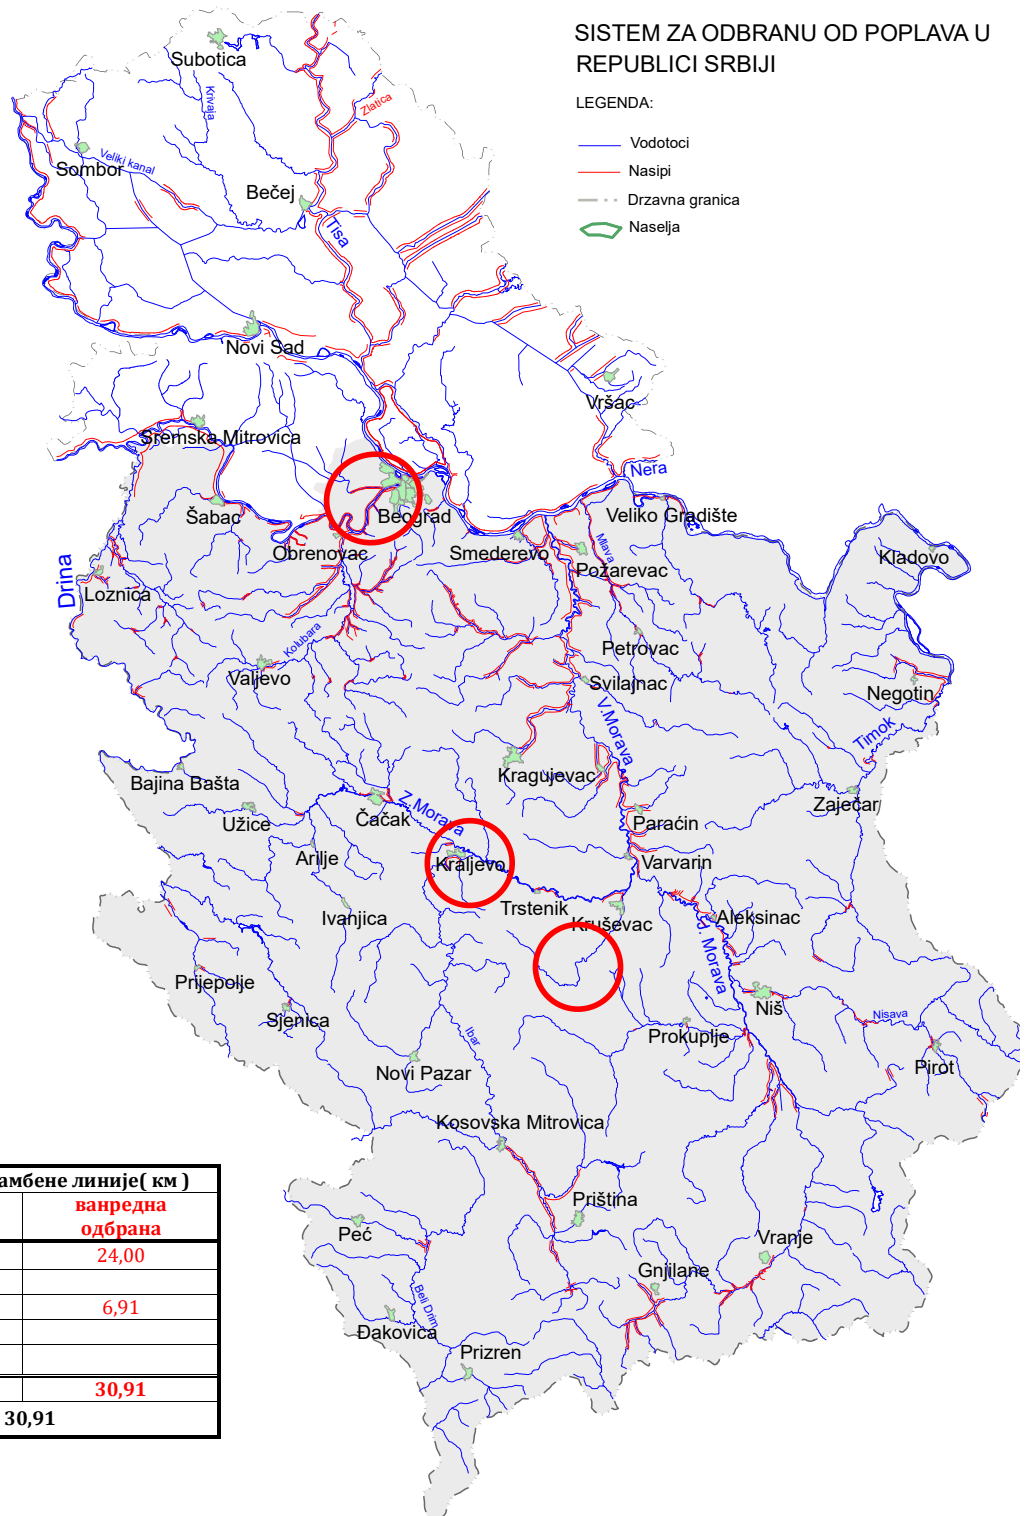 SISTEM ZA ODBRANU OD POPLAVA U
REPUBLICI SRBIJI
LEGENDA:
Vodotoci
Nasipi
Drzavna granica
Naselja
Subotica
Krivaja
Zlatica
Sombor
Veliki kanal
Bečej
Tisa
Novi Sad
Vršac
Sremska Mitrovica
Nera
Šabac
Beograd
Veliko Gradište
Obrenovac
Smederevo
Mlava
Kladovo
Drina
Loznica
Požarevac
Kolubara
Petrovac
Valjevo
Svilajnac
Negotin
V.Morava
Timok
Bajina Bašta
Kragujevac
Užice
Čačak
Z.Morava
Paraćin
Zaječar
Arilje
Kraljevo
Varvarin
Ivanjica
Trstenik
Kruševac
Aleksinac
J. Morava
Prijepolje
Sjenica
Niš
Nisava
Ibar
Prokuplje
Novi Pazar
Pirot
Kosovska Mitrovica
Priština
Peć
Vranje
Gnjilane
Beli Drim
Đakovica
Prizren
амбене линије( км )
ванредна
одбрана
24,00
6,91
30,91
30,91